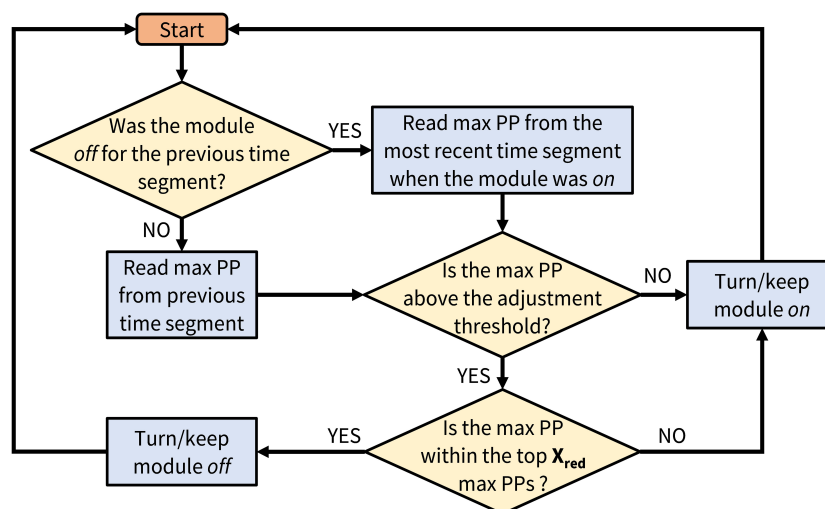 Start
Was the module
off for the previous time
segment?
YES
Read max PP from the
most recent time segment
when the module was on
NO
Read max PP
from previous
time segment
Is the max PP
above the adjustment
threshold?
NO
Turn/keep
module on
YES
Is the max PP
within the top Xred
max PPs ?
YES
NO
Turn/keep
module off